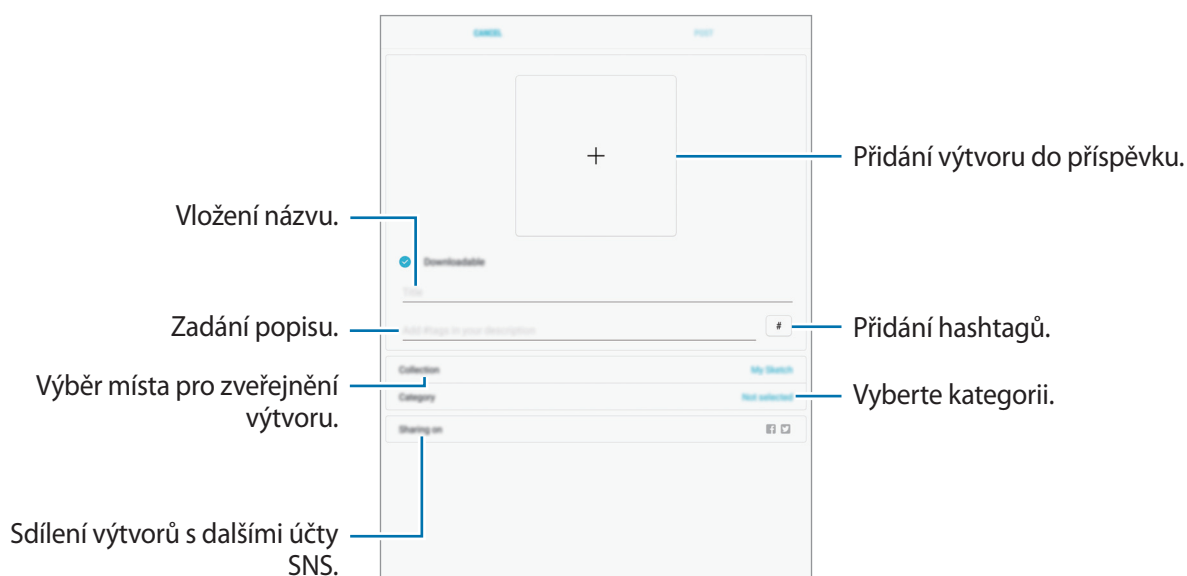 CANCEL
POST
Přidání výtvoru do příspěvku.
Vložení názvu.
Downloadable
Title
Zadání popisu.
Add #tags in your description
#
Přidání hashtagů.
Výběr místa pro zveřejnění
výtvoru.
Collection
My Sketch
Category
Not selected
Vyberte kategorii.
Sharing on
Sdílení výtvorů s dalšími účty
SNS.